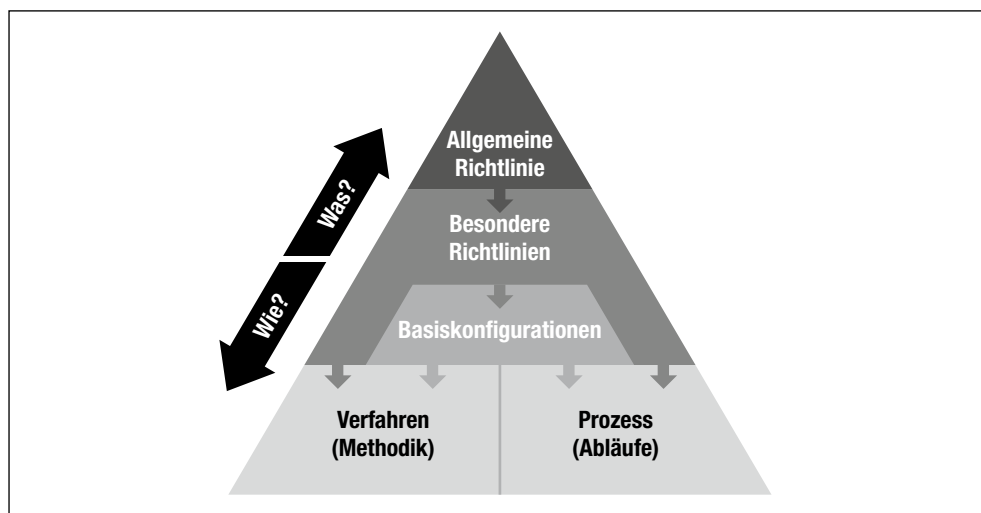 Allgemeine
Richtlinie
Was?
Besondere
Richtlinien
Wie?
Basiskonfigurationen
Verfahren
(Methodik)
Prozess
(Abläufe)